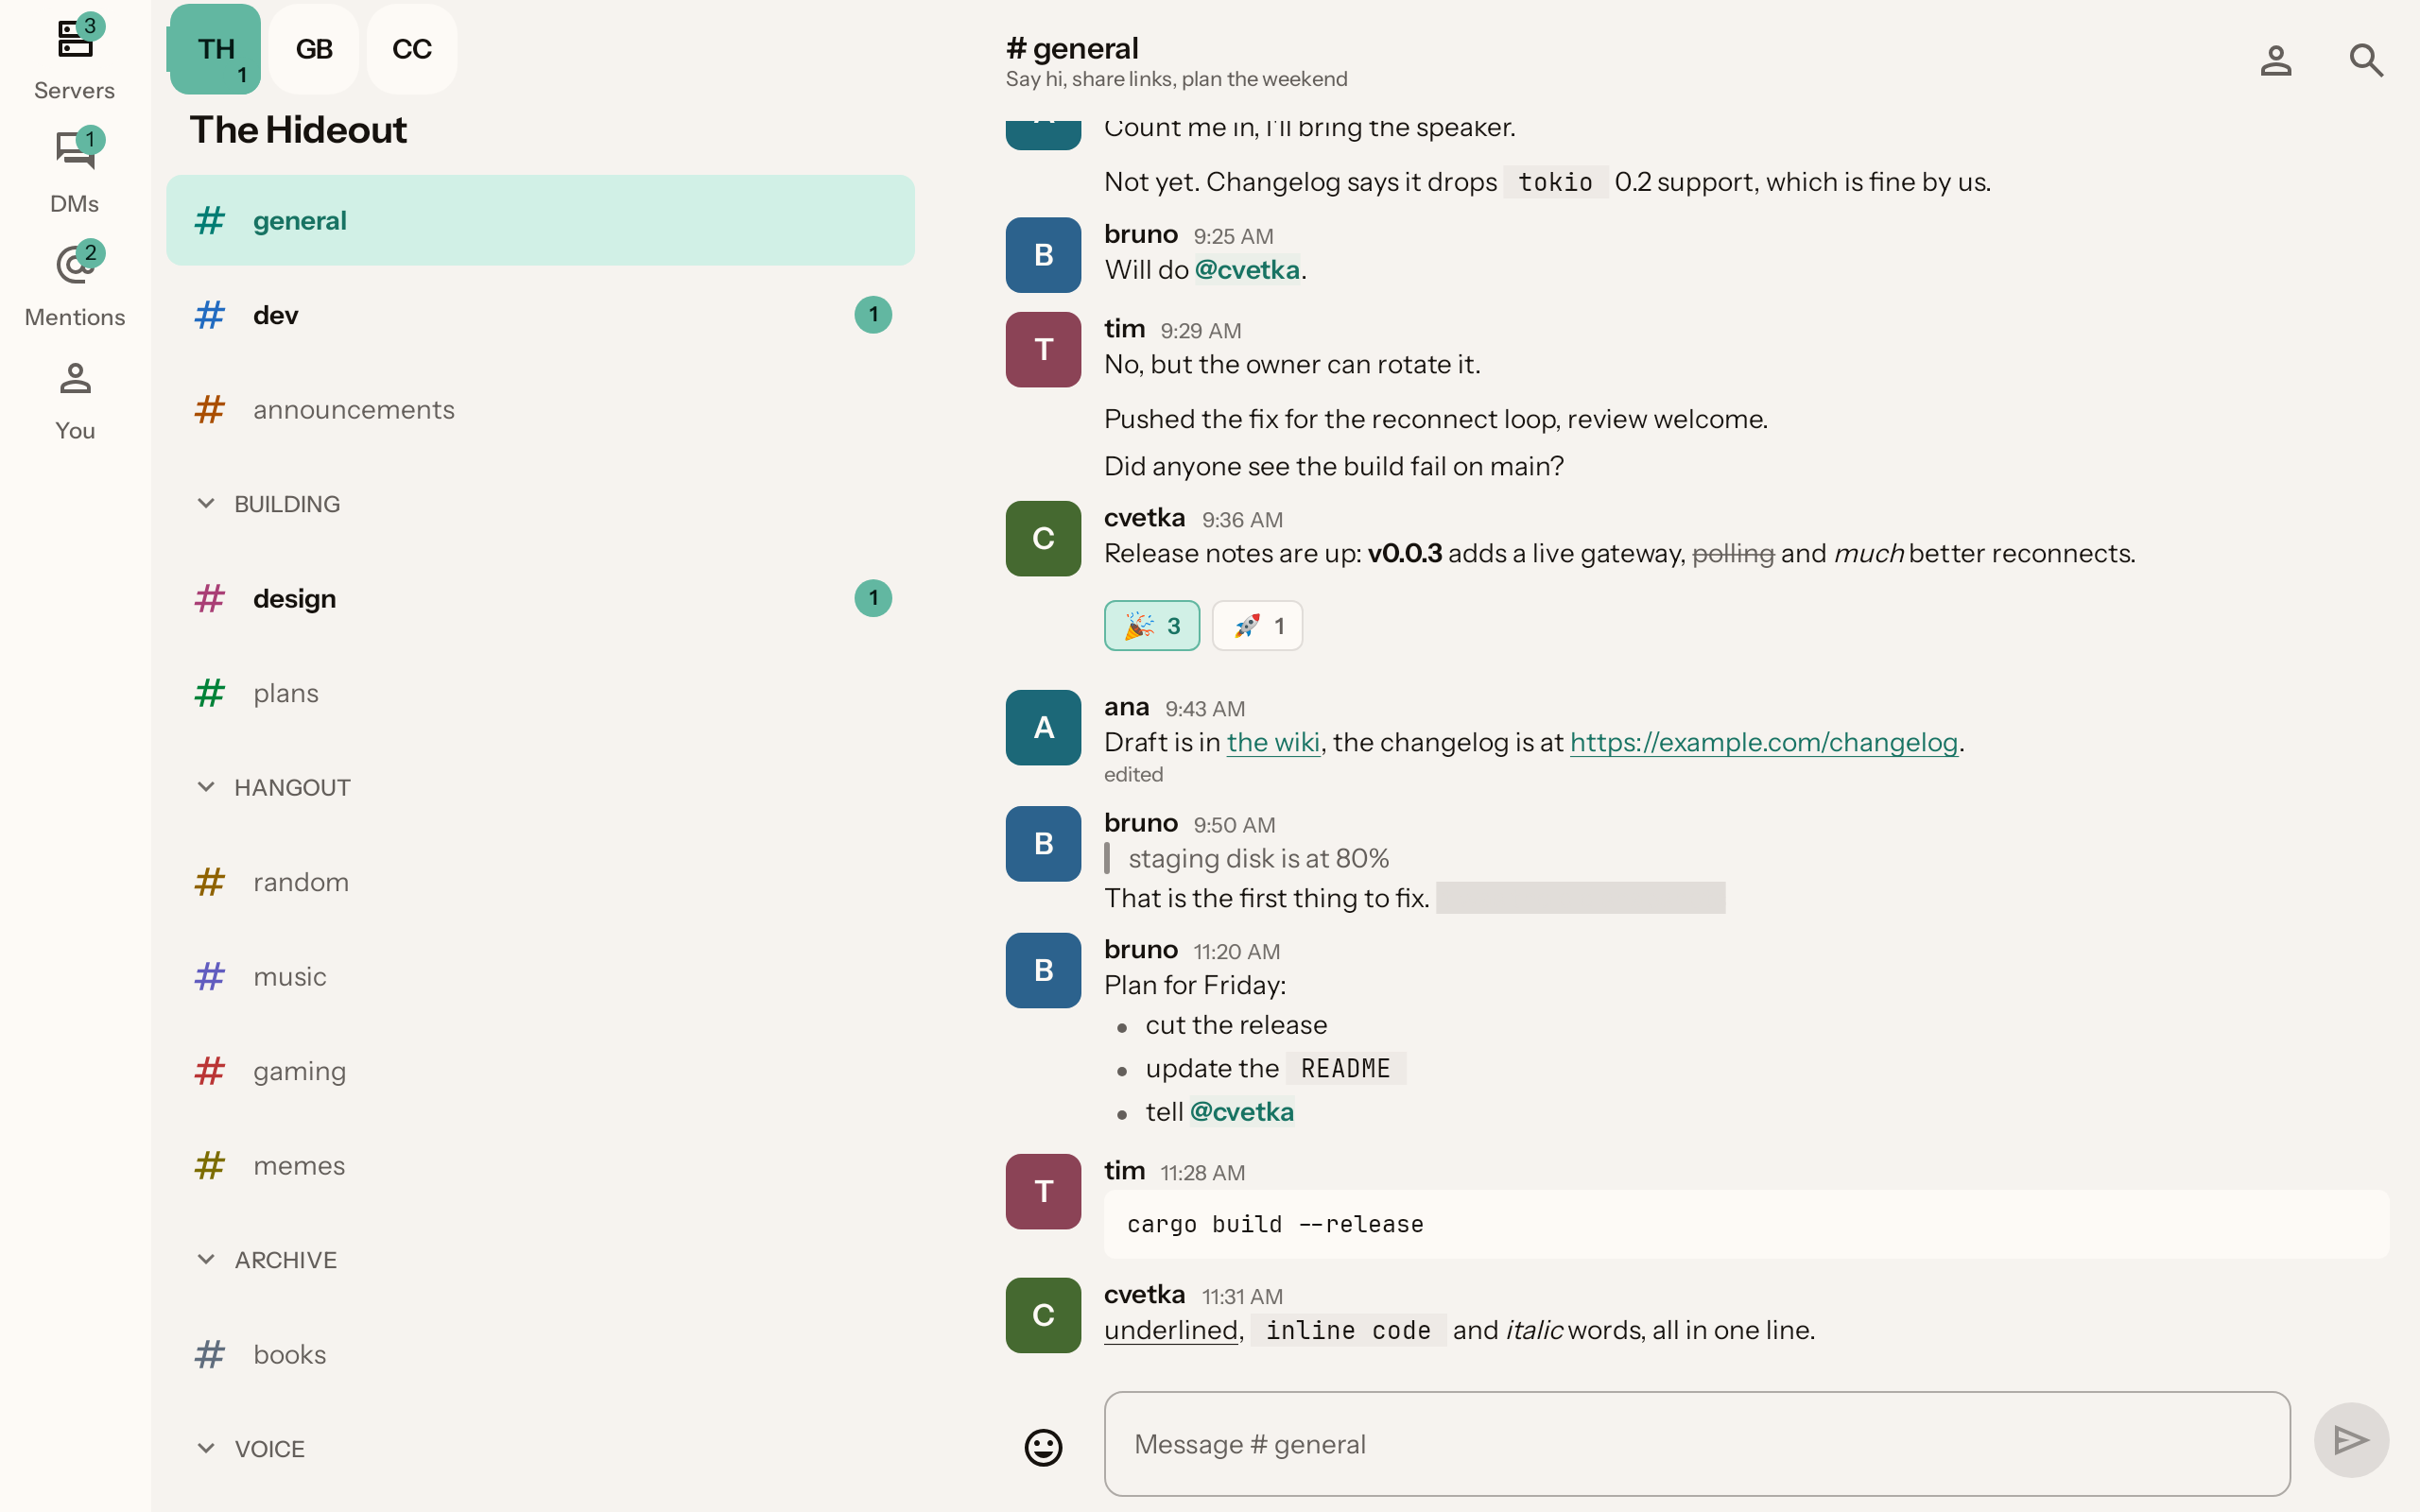 3
Servers
1
DMs
2
Mentions
You
TH
1
GB
CC
The Hideout
# general
# dev 1
# announcements
BUILDING
# design 1
# plans
HANGOUT
# random
# music
# gaming
# memes
ARCHIVE
# books
VOICE
# general
Say hi, share links, plan the weekend
Count me in, I'll bring the speaker.
Not yet. Changelog says it drops tokio 0.2 support, which is fine by us.
B
bruno 9:25 AM
Will do @cvetka.
T
tim 9:29 AM
No, but the owner can rotate it.
Pushed the fix for the reconnect loop, review welcome.
Did anyone see the build fail on main?
C
cvetka 9:36 AM
Release notes are up: v0.0.3 adds a live gateway, polling and much better reconnects.
🎉 3 🚀 1
A
ana 9:43 AM
Draft is in the wiki, the changelog is at https://example.com/changelog.
edited
B
bruno 9:50 AM
staging disk is at 80%
That is the first thing to fix.
B
bruno 11:20 AM
Plan for Friday:
• cut the release
• update the README
• tell @cvetka
T
tim 11:28 AM
cargo build --release
C
cvetka 11:31 AM
underlined, inline code and italic words, all in one line.
Message # general